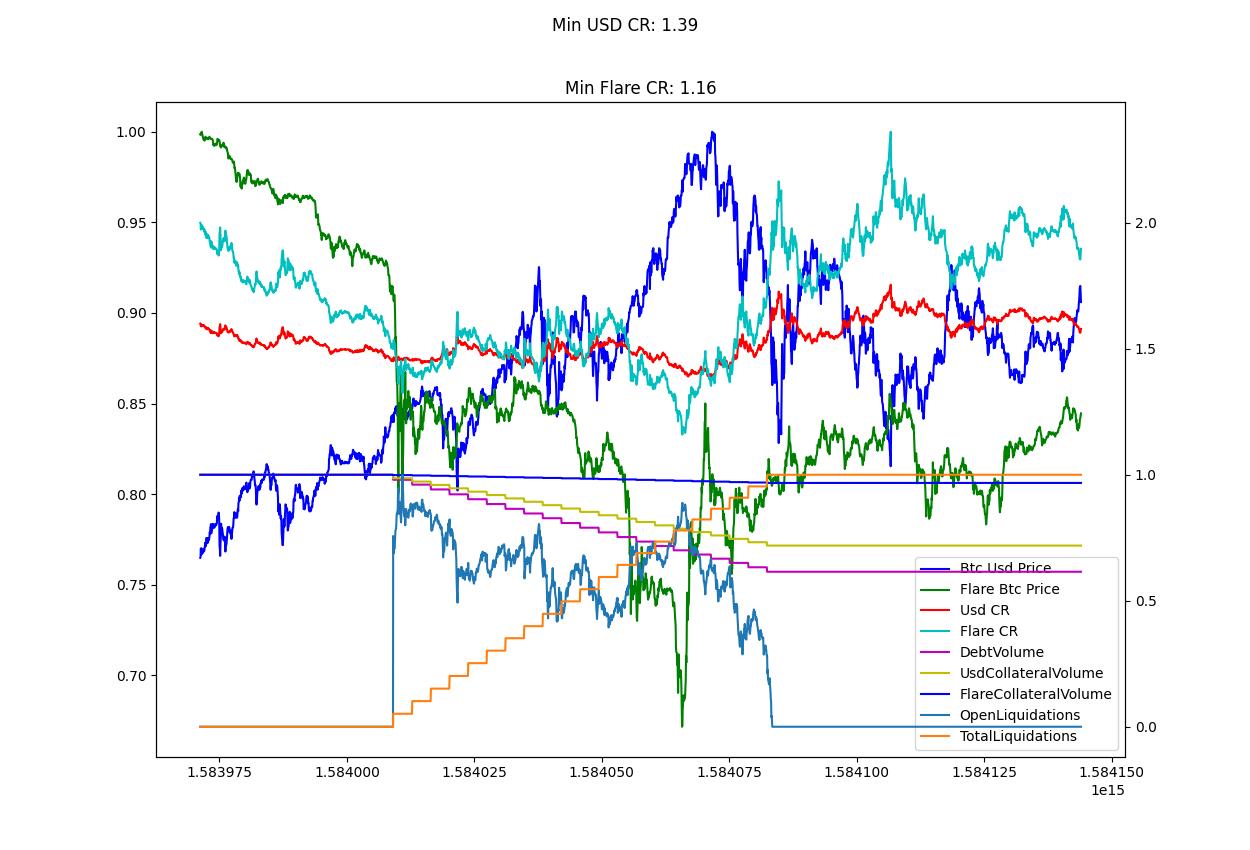 Min USD CR: 1.39
Min Flare CR: 1.16
1.00
0.95
0.90
0.85
0.80
0.75
0.70
2.0
1.5
1.0
0.5
0.0
Btc Usd Price
Flare Btc Price
Usd CR
Flare CR
DebtVolume
UsdCollateralVolume
FlareCollateralVolume
OpenLiquidations
TotalLiquidations
1.583975 1.584000 1.584025 1.584050 1.584075 1.584100 1.584125 1.584150
1e15